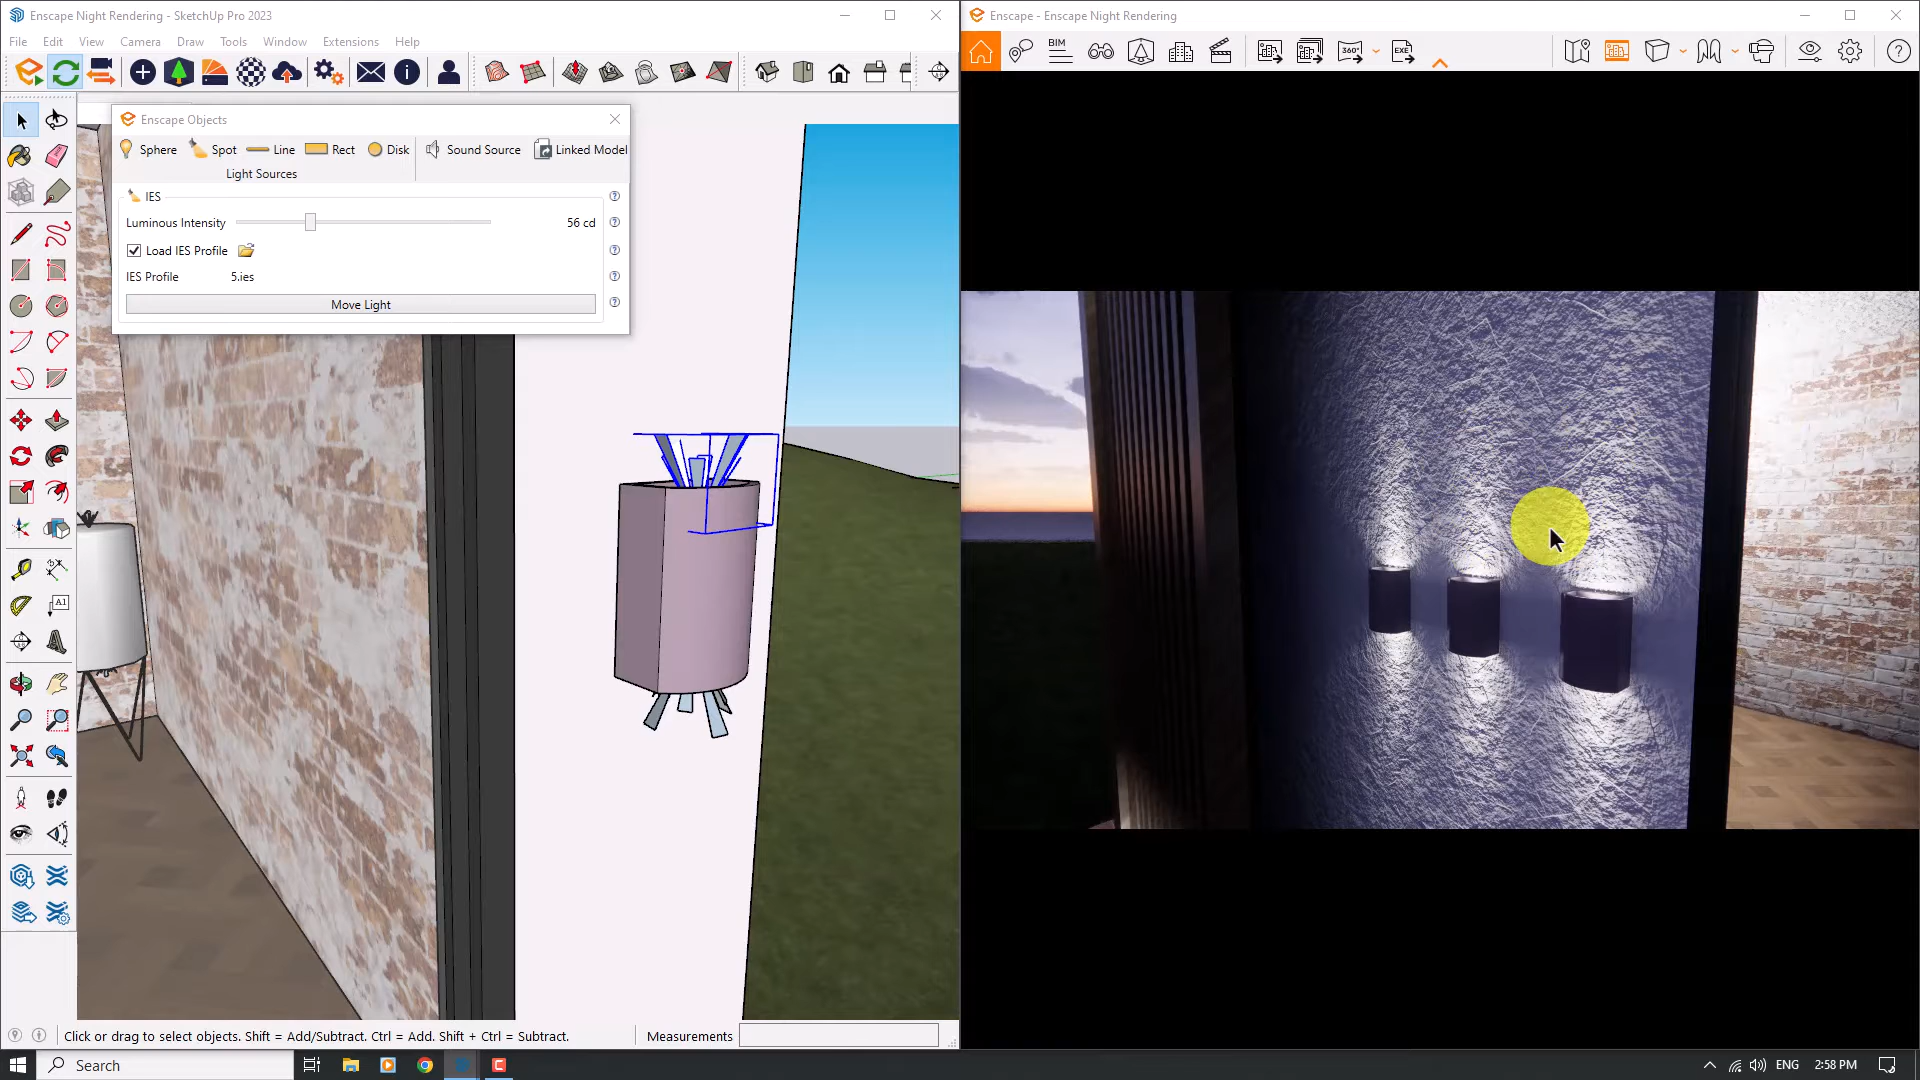 Enscape Night Rendering - SketchUp Pro 2023
File Edit View Camera Draw Tools Window Extensions Help
Enscape Objects
Sphere Spot Line Rect Disk Sound Source Linked Model
Light Sources
IES
Luminous Intensity 56 cd
Load IES Profile
IES Profile 5.ies
Move Light
A1
Click or drag to select objects. Shift = Add/Subtract. Ctrl = Add. Shift + Ctrl = Subtract. Measurements
Enscape - Enscape Night Rendering
BIM 360° EXE
Search
ENG 2:58 PM